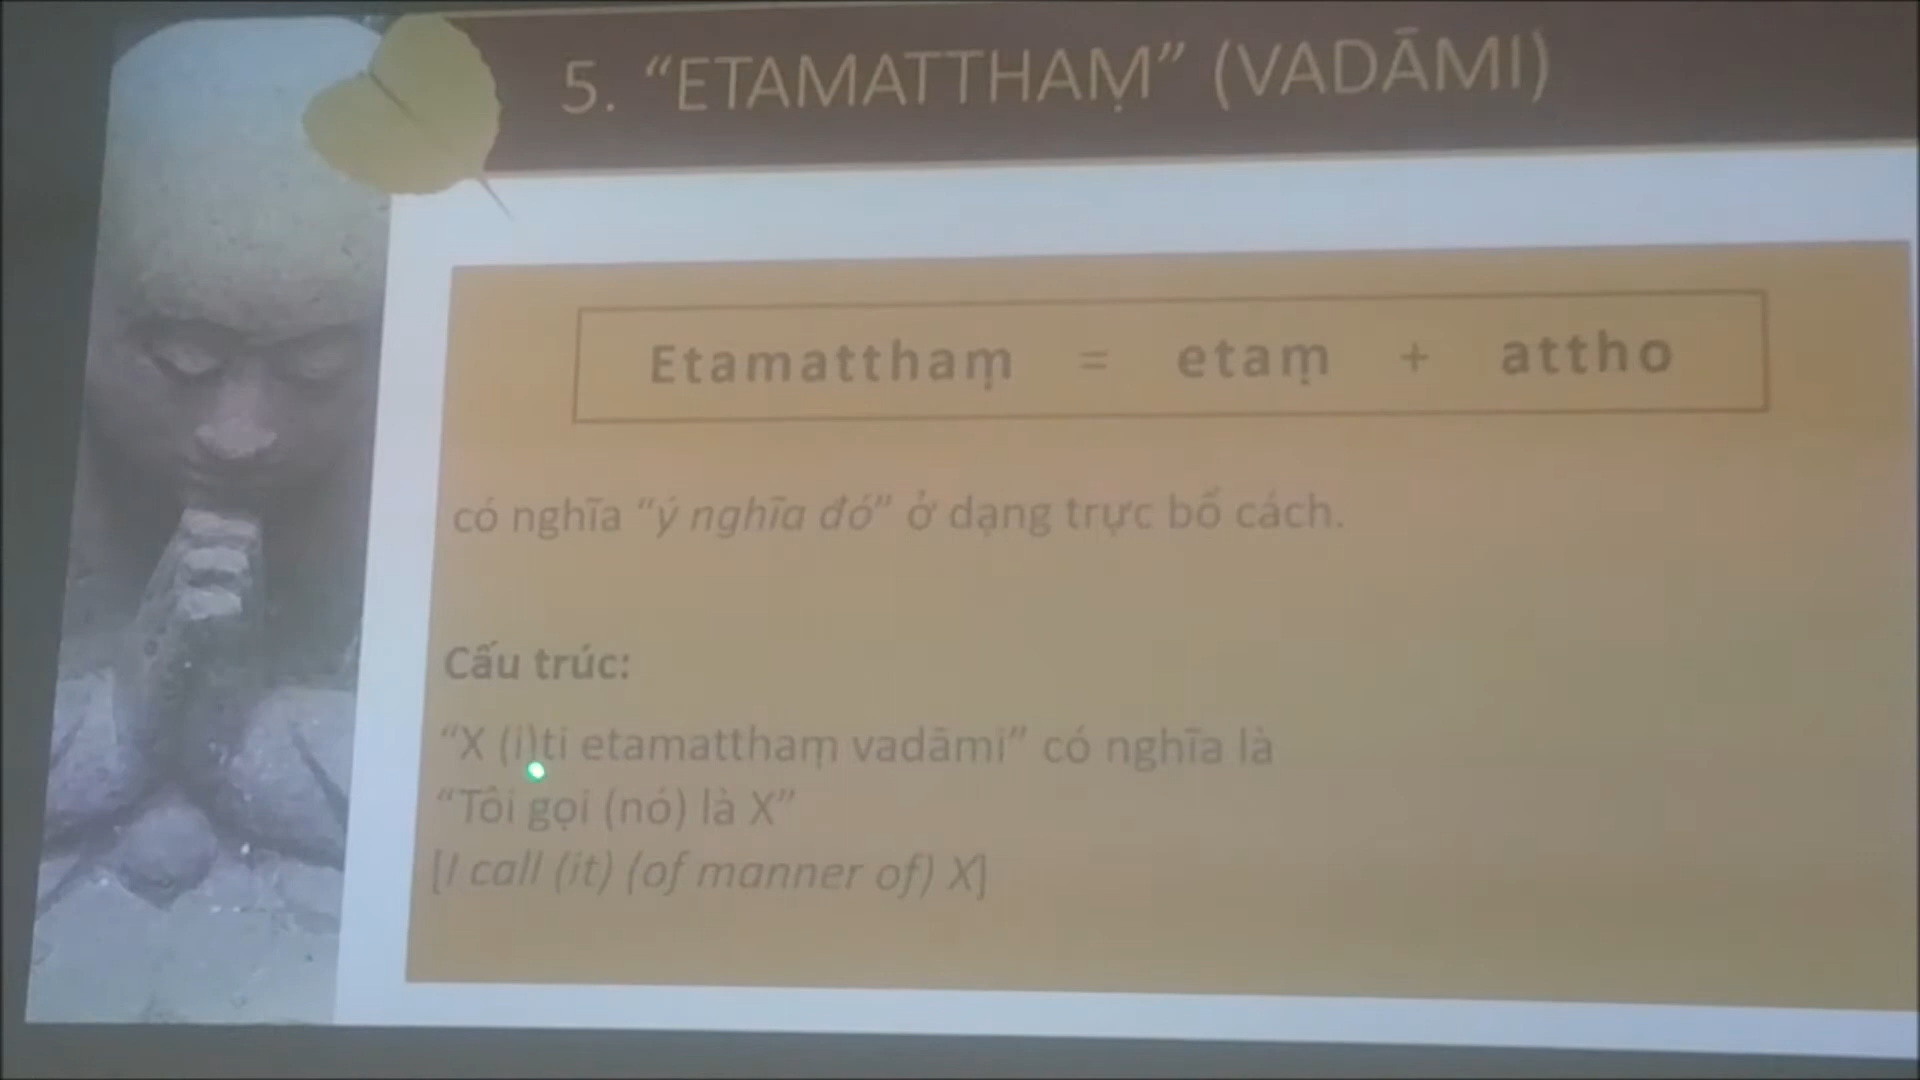 5. “ETAMATTHAṂ” (VADĀMI)
Etamatthaṃ = etaṃ + attho
có nghĩa “ý nghĩa đó” ở dạng trực bổ cách.
Cấu trúc:
“X (i)ti etamatthaṃ vadāmi” có nghĩa là
“Tôi gọi (nó) là X”
[I call (it) (of manner of) X]